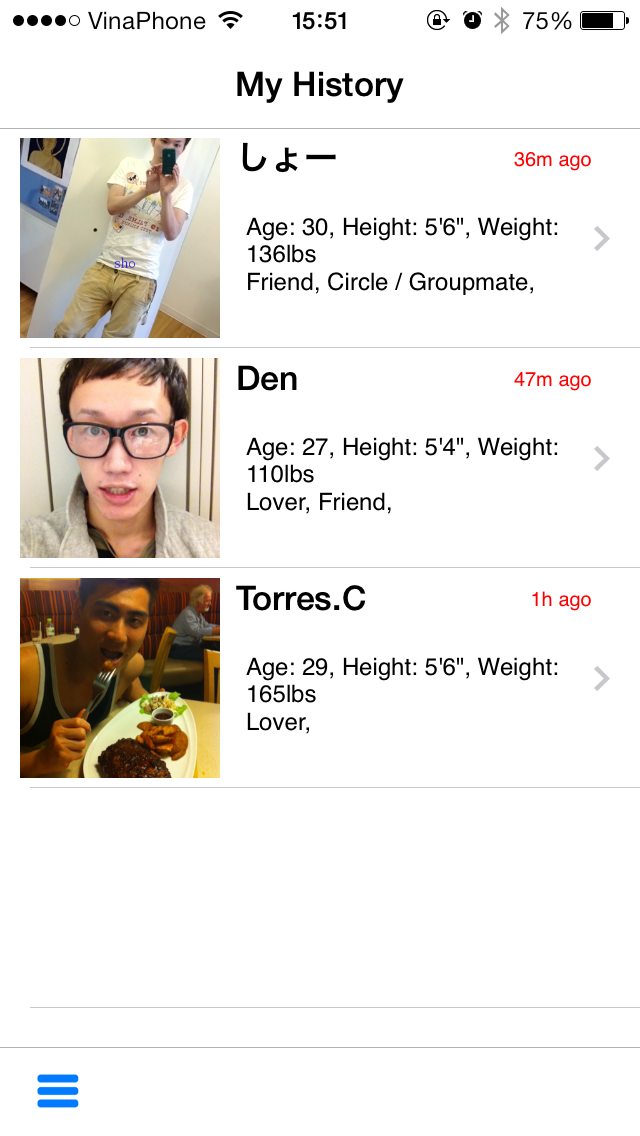 VinaPhone 15:51 75%
My History
しょー 36m ago
sho
Age: 30, Height: 5'6", Weight:
136lbs
Friend, Circle / Groupmate,
Den 47m ago
Age: 27, Height: 5'4", Weight:
110lbs
Lover, Friend,
Torres.C 1h ago
Age: 29, Height: 5'6", Weight:
165lbs
Lover,